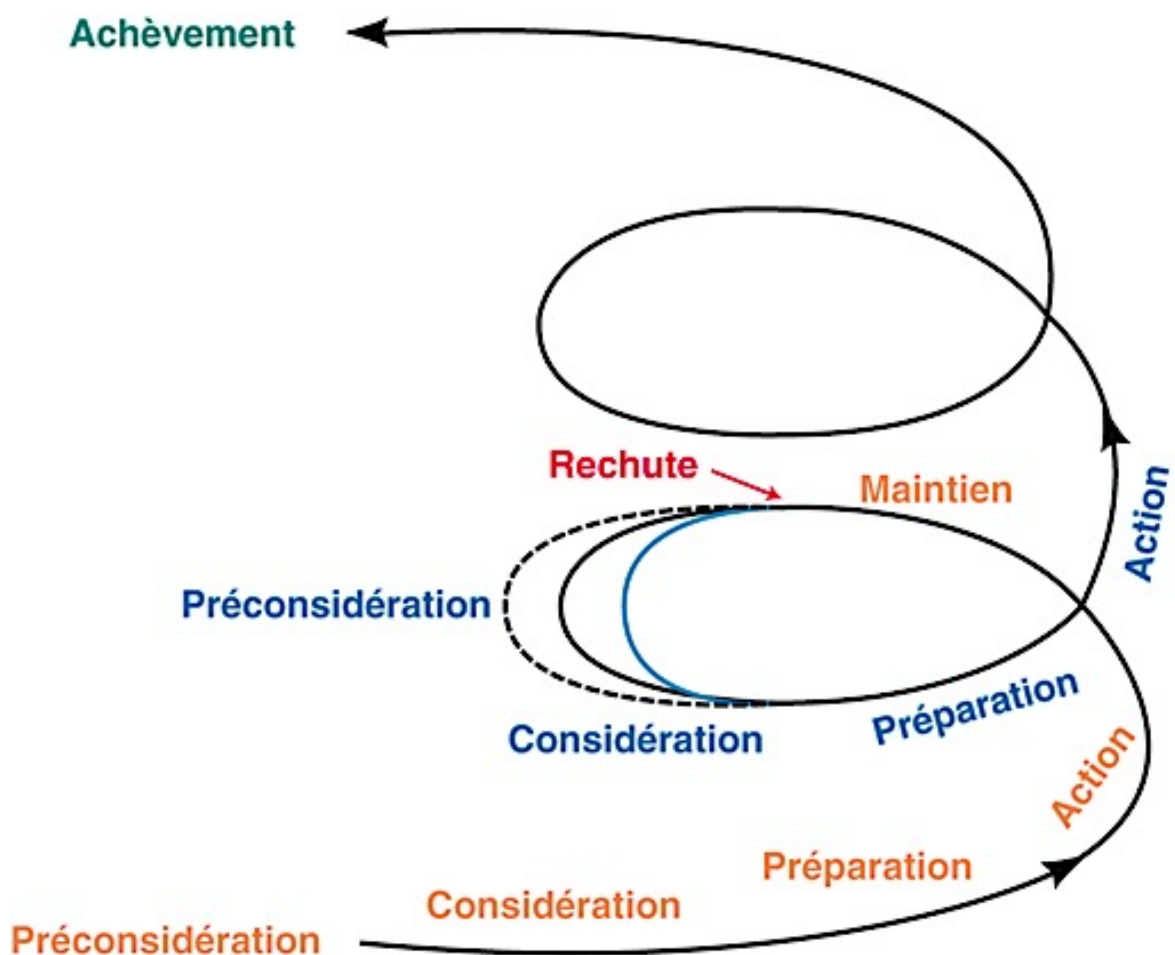 Achèvement
Rechute
Maintien
Action
Préconsidération
Considération
Préparation
Action
Préparation
Considération
Préconsidération